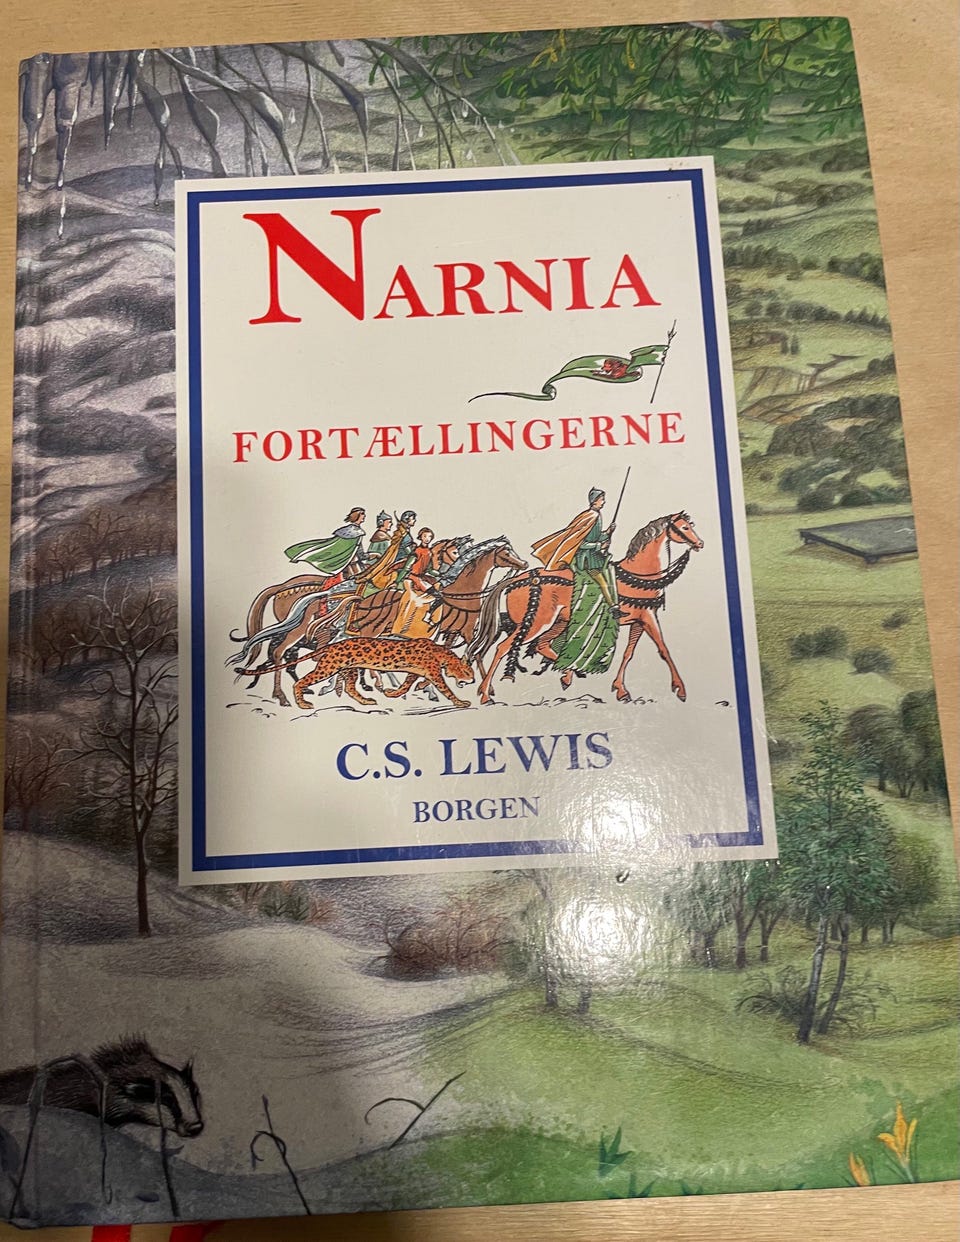 NARNIA
FORTÆLLINGERNE
C.S. LEWIS
BORGEN